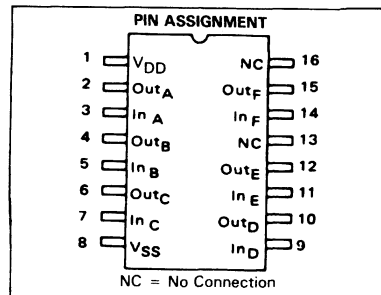 PIN ASSIGNMENT
1 VDD NC 16
2 OutA OutF 15
3 In A In F 14
4 OutB NC 13
5 In B OutE 12
6 OutC In E 11
7 In C OutD 10
8 VSS InD 9
NC = No Connection